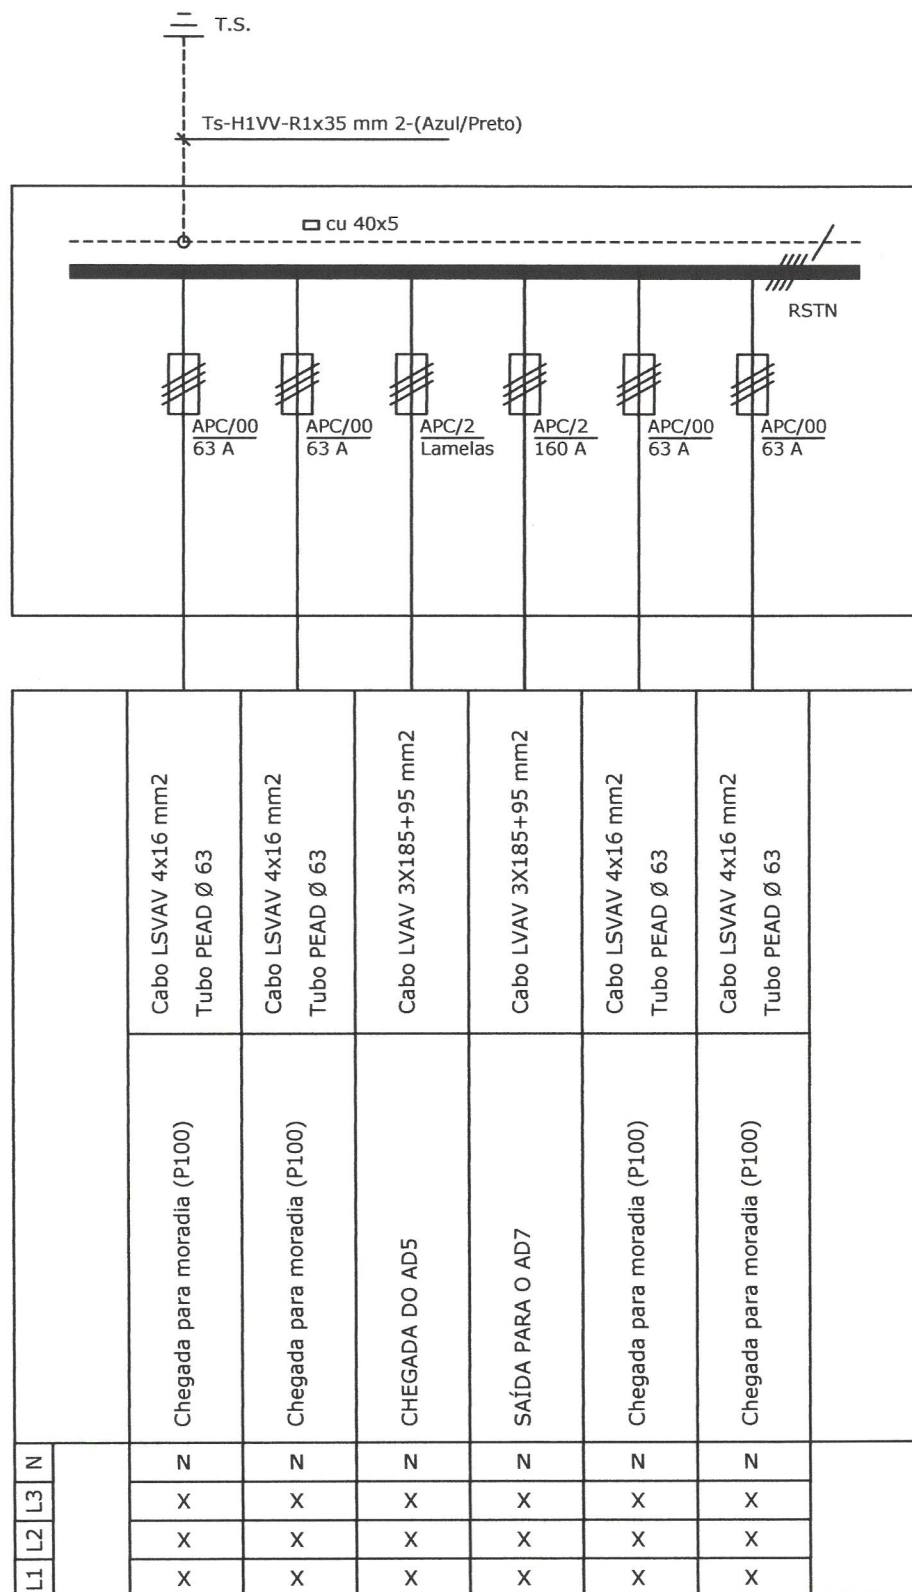 T.S.
Ts-H1VV-R1x35 mm 2-(Azul/Preto)
cu 40x5
RSTN
APC/00
63 A
APC/00
63 A
APC/2
Lamelas
APC/2
160 A
APC/00
63 A
APC/00
63 A
Cabo LSVAV 4x16 mm2
Tubo PEAD Ø 63
Cabo LSVAV 4x16 mm2
Tubo PEAD Ø 63
Cabo LVAV 3X185+95 mm2
Cabo LVAV 3X185+95 mm2
Cabo LSVAV 4x16 mm2
Tubo PEAD Ø 63
Cabo LSVAV 4x16 mm2
Tubo PEAD Ø 63
Chegada para moradia (P100)
Chegada para moradia (P100)
CHEGADA DO AD5
SAÍDA PARA O AD7
Chegada para moradia (P100)
Chegada para moradia (P100)
N N N N N N N
L3 X X X X X X
L2 X X X X X X
L1 X X X X X X